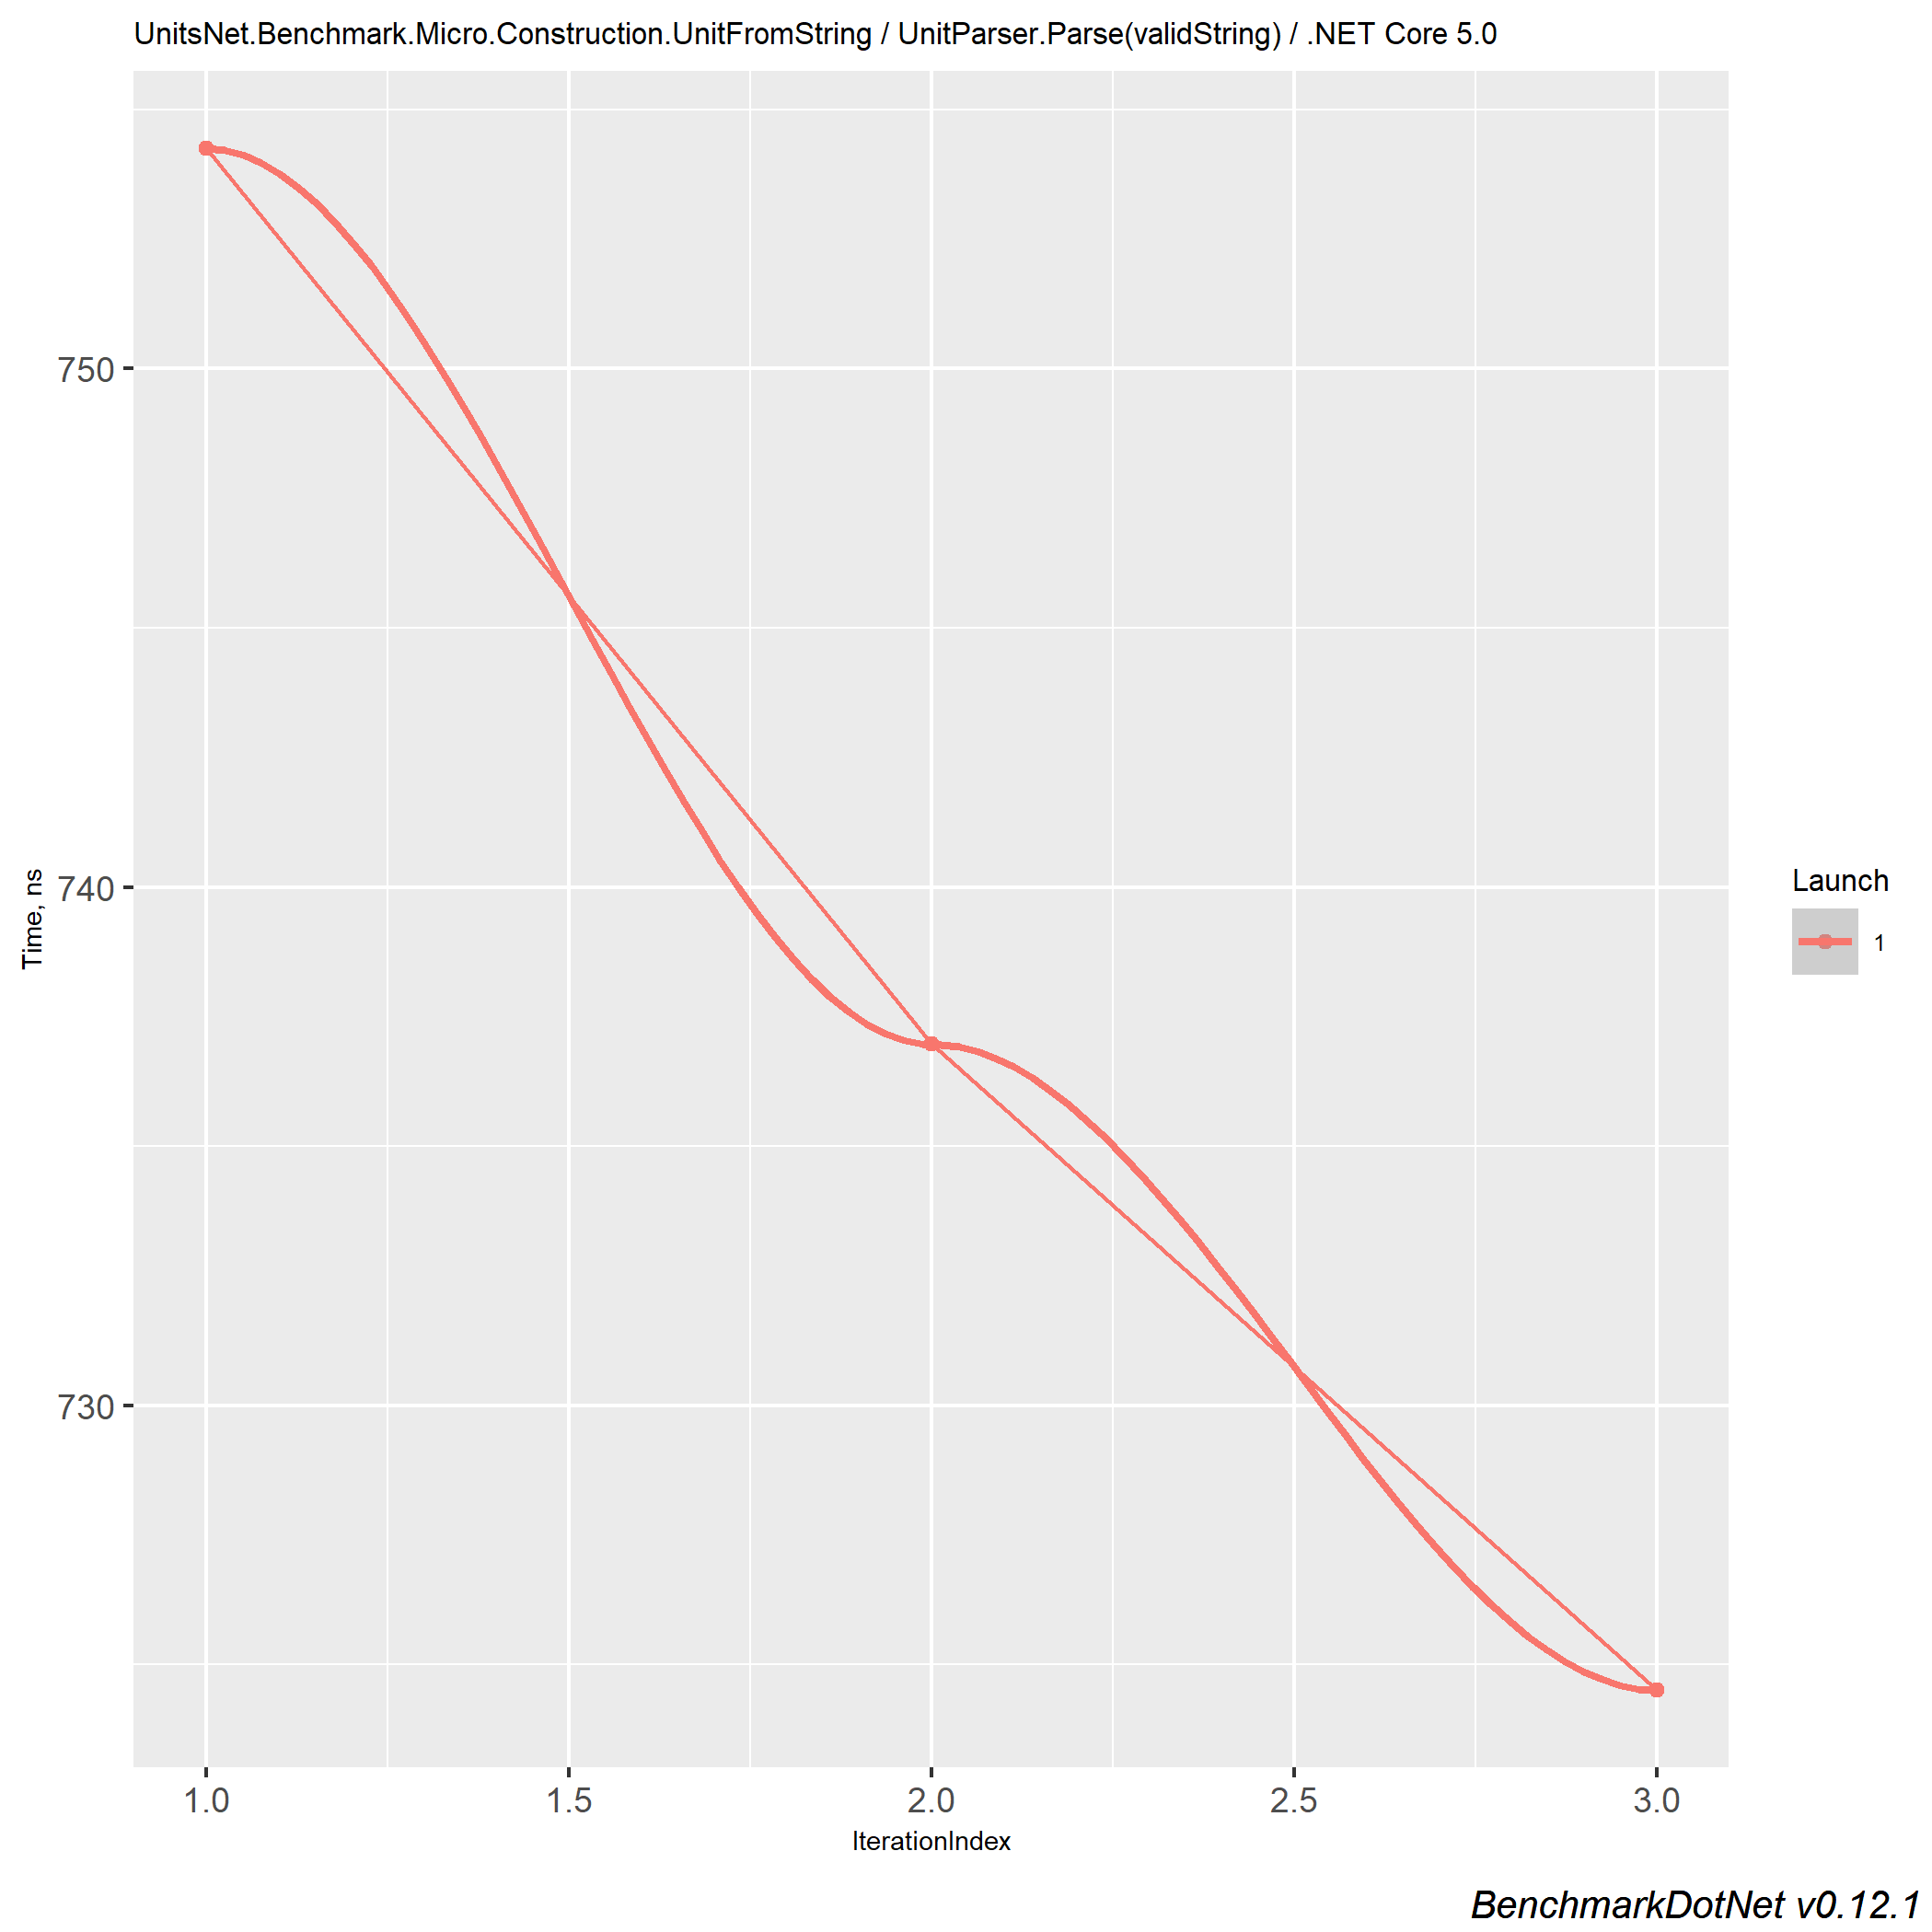 UnitsNet.Benchmark.Micro.Construction.UnitFromString / UnitParser.Parse(validString) / .NET Core 5.0
750
740
730
Time, ns
1.0
1.5
2.0
2.5
3.0
IterationIndex
Launch
1
BenchmarkDotNet v0.12.1